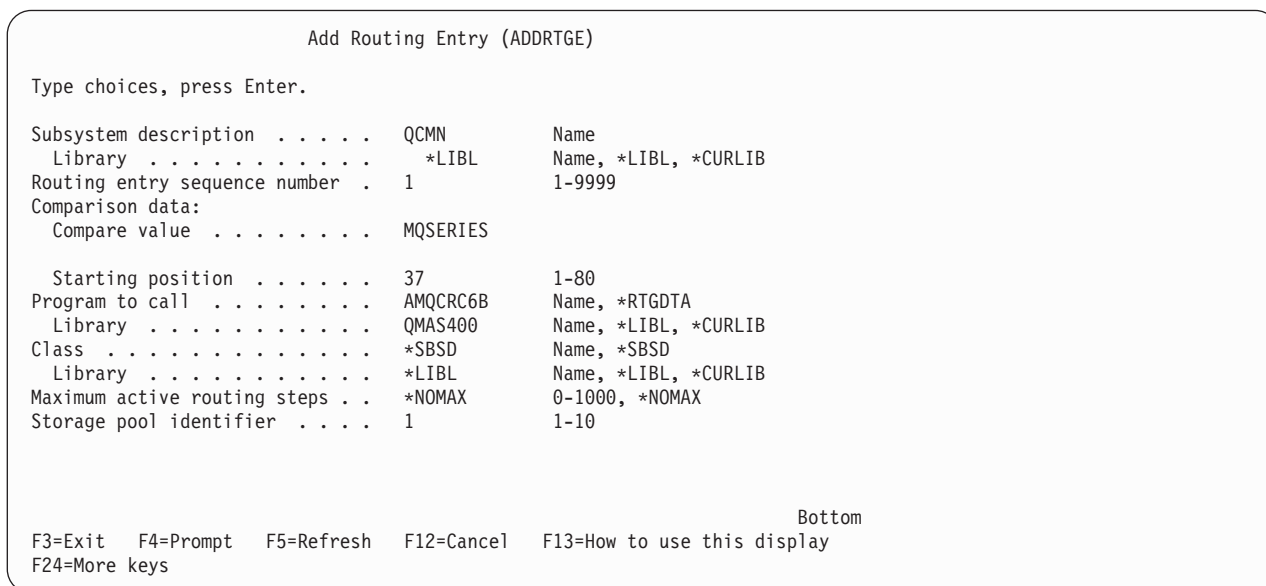 Add Routing Entry (ADDRTGE)
Type choices, press Enter.
Subsystem description . . . . . QCMN Name
Library . . . . . . . . . . . *LIBL Name, *LIBL, *CURLIB
Routing entry sequence number . 1 1-9999
Comparison data:
Compare value . . . . . . . . MQSERIES
Starting position . . . . . . 37 1-80
Program to call . . . . . . . . AMQCRC6B Name, *RTGDTA
Library . . . . . . . . . . . QMAS400 Name, *LIBL, *CURLIB
Class . . . . . . . . . . . . . *SBSD Name, *SBSD
Library . . . . . . . . . . . *LIBL Name, *LIBL, *CURLIB
Maximum active routing steps . . *NOMAX 0-1000, *NOMAX
Storage pool identifier . . . . 1 1-10
Bottom
F3=Exit F4=Prompt F5=Refresh F12=Cancel F13=How to use this display
F24=More keys